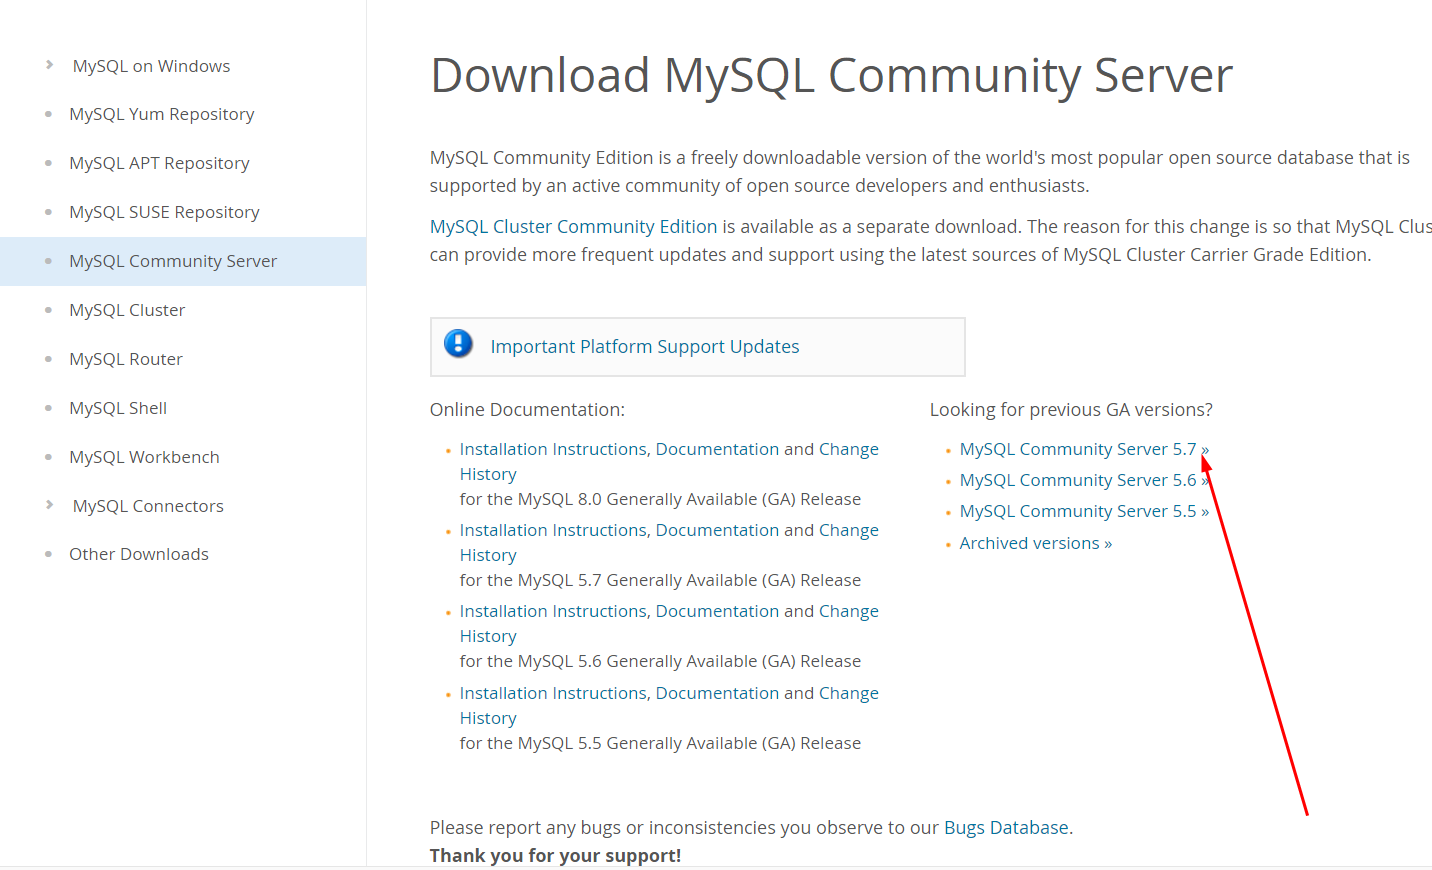 MySQL on Windows
MySQL Yum Repository
MySQL APT Repository
MySQL SUSE Repository
MySQL Community Server
MySQL Cluster
MySQL Router
MySQL Shell
MySQL Workbench
MySQL Connectors
Other Downloads
Download MySQL Community Server
MySQL Community Edition is a freely downloadable version of the world's most popular open source database that is
supported by an active community of open source developers and enthusiasts.
MySQL Cluster Community Edition is available as a separate download. The reason for this change is so that MySQL Clus
can provide more frequent updates and support using the latest sources of MySQL Cluster Carrier Grade Edition.
Important Platform Support Updates
Online Documentation:
Installation Instructions, Documentation and Change
History
for the MySQL 8.0 Generally Available (GA) Release
Installation Instructions, Documentation and Change
History
for the MySQL 5.7 Generally Available (GA) Release
Installation Instructions, Documentation and Change
History
for the MySQL 5.6 Generally Available (GA) Release
Installation Instructions, Documentation and Change
History
for the MySQL 5.5 Generally Available (GA) Release
Looking for previous GA versions?
MySQL Community Server 5.7 »
MySQL Community Server 5.6 »
MySQL Community Server 5.5 »
Archived versions »
Please report any bugs or inconsistencies you observe to our Bugs Database.
Thank you for your support!